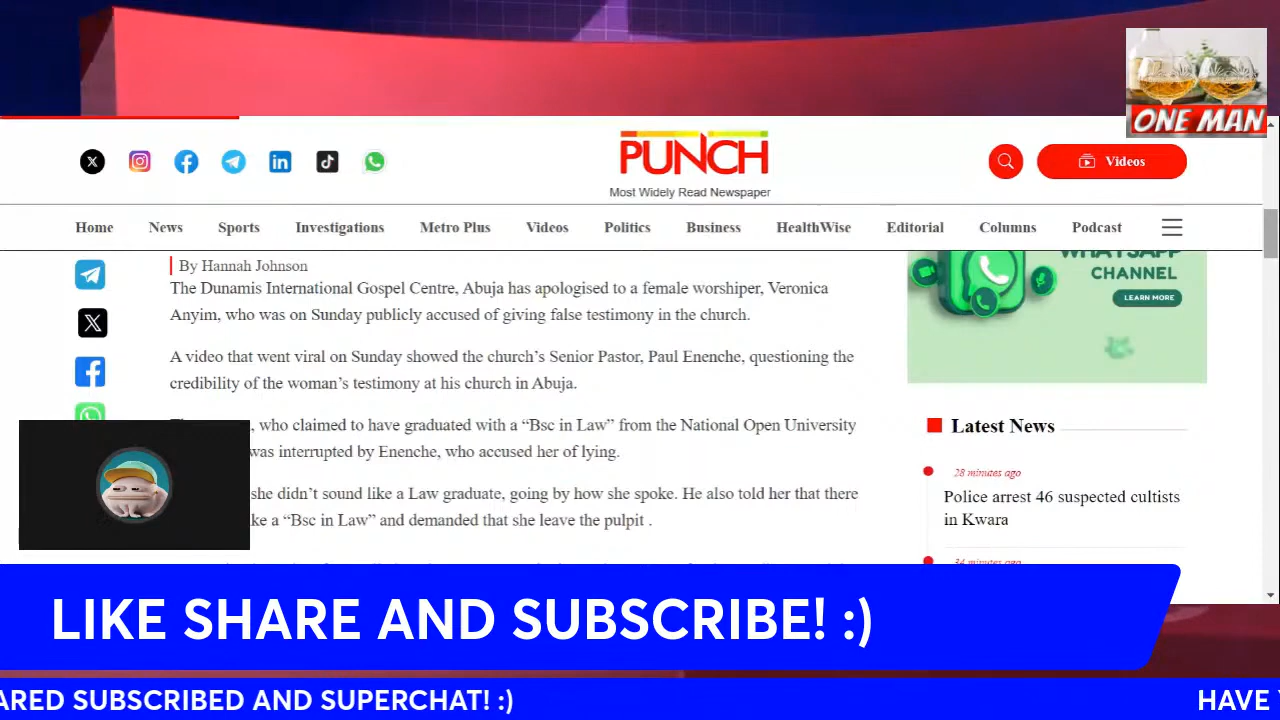 ONE MAN
PUNCH
Most Widely Read Newspaper
Videos
Home News Sports Investigations Metro Plus Videos Politics Business HealthWise Editorial Columns Podcast
By Hannah Johnson
The Dunamis International Gospel Centre, Abuja has apologised to a female worshiper, Veronica
Anyim, who was on Sunday publicly accused of giving false testimony in the church.
A video that went viral on Sunday showed the church’s Senior Pastor, Paul Enenche, questioning the
credibility of the woman’s testimony at his church in Abuja.
, who claimed to have graduated with a “Bsc in Law” from the National Open University
was interrupted by Enenche, who accused her of lying.
she didn’t sound like a Law graduate, going by how she spoke. He also told her that there
a “Bsc in Law” and demanded that she leave the pulpit .
WHATSAPP
CHANNEL
LEARN MORE
Latest News
28 minutes ago
Police arrest 46 suspected cultists
in Kwara
34 minutes ago
LIKE SHARE AND SUBSCRIBE! :)
ARED SUBSCRIBED AND SUPERCHAT! :)
HAVE